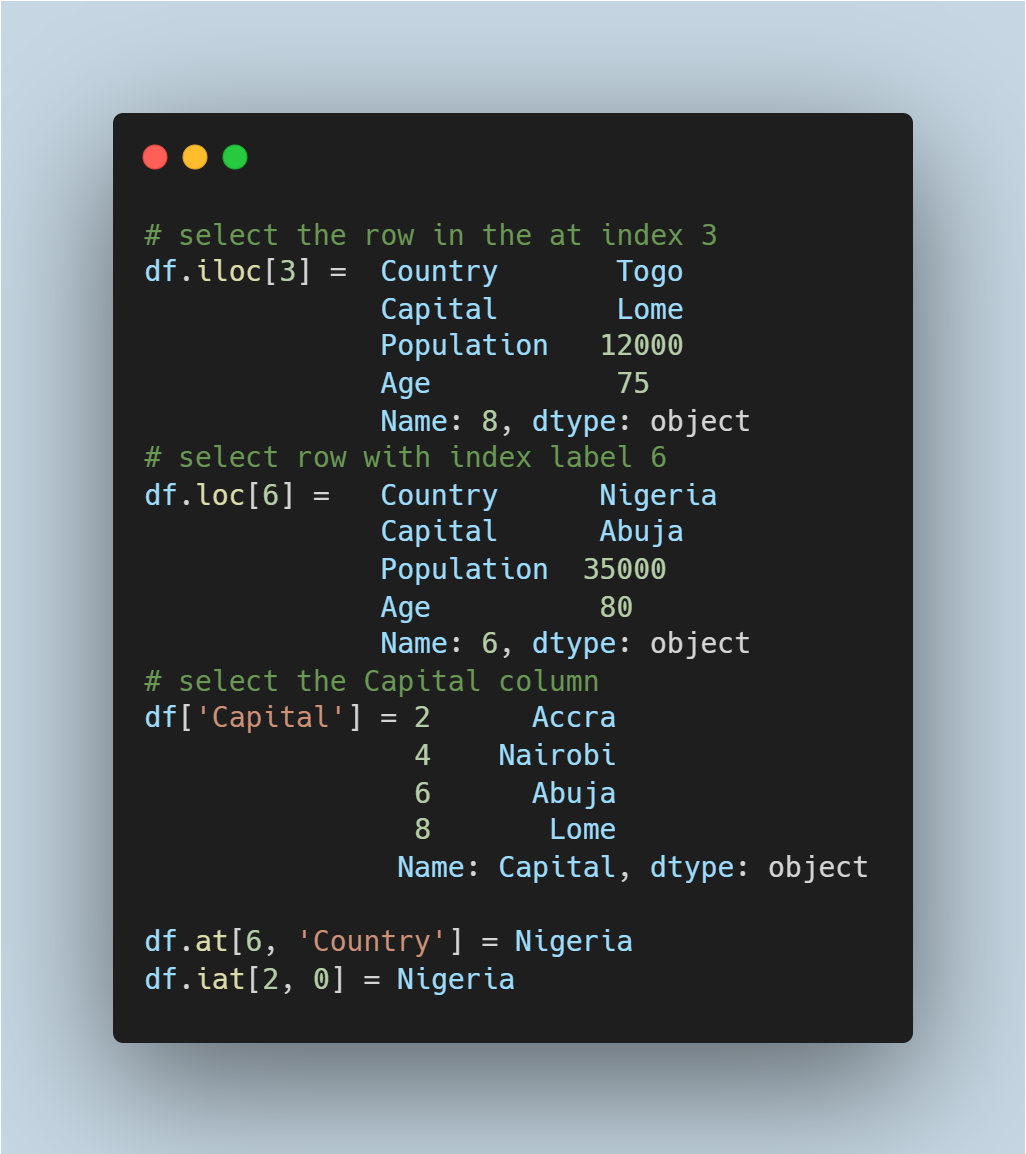 # select the row in the at index 3
df.iloc[3] =  Country       Togo
              Capital       Lome
              Population   12000
              Age           75
              Name: 8, dtype: object
# select row with index label 6
df.loc[6] =   Country      Nigeria
              Capital      Abuja
              Population  35000
              Age          80
              Name: 6, dtype: object
# select the Capital column
df['Capital'] = 2      Accra
                4    Nairobi
                6      Abuja
                8       Lome
               Name: Capital, dtype: object

df.at[6, 'Country'] = Nigeria
df.iat[2, 0] = Nigeria